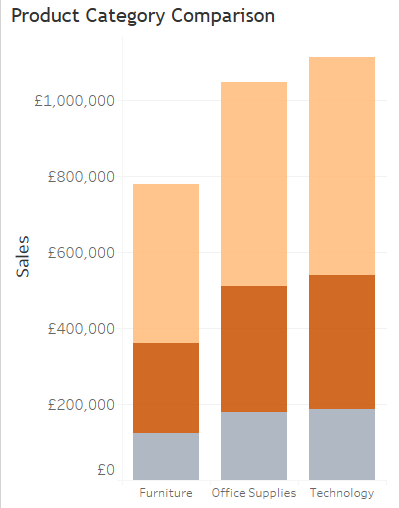 Product Category Comparison
£1,000,000
£800,000
£600,000
£400,000
£200,000
£0
Sales
Furniture Office Supplies Technology